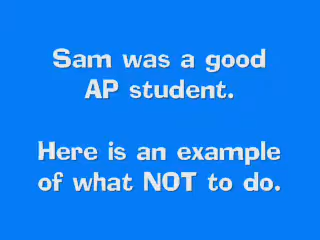 Sam was a good
AP student.
Here is an example
of what NOT to do.